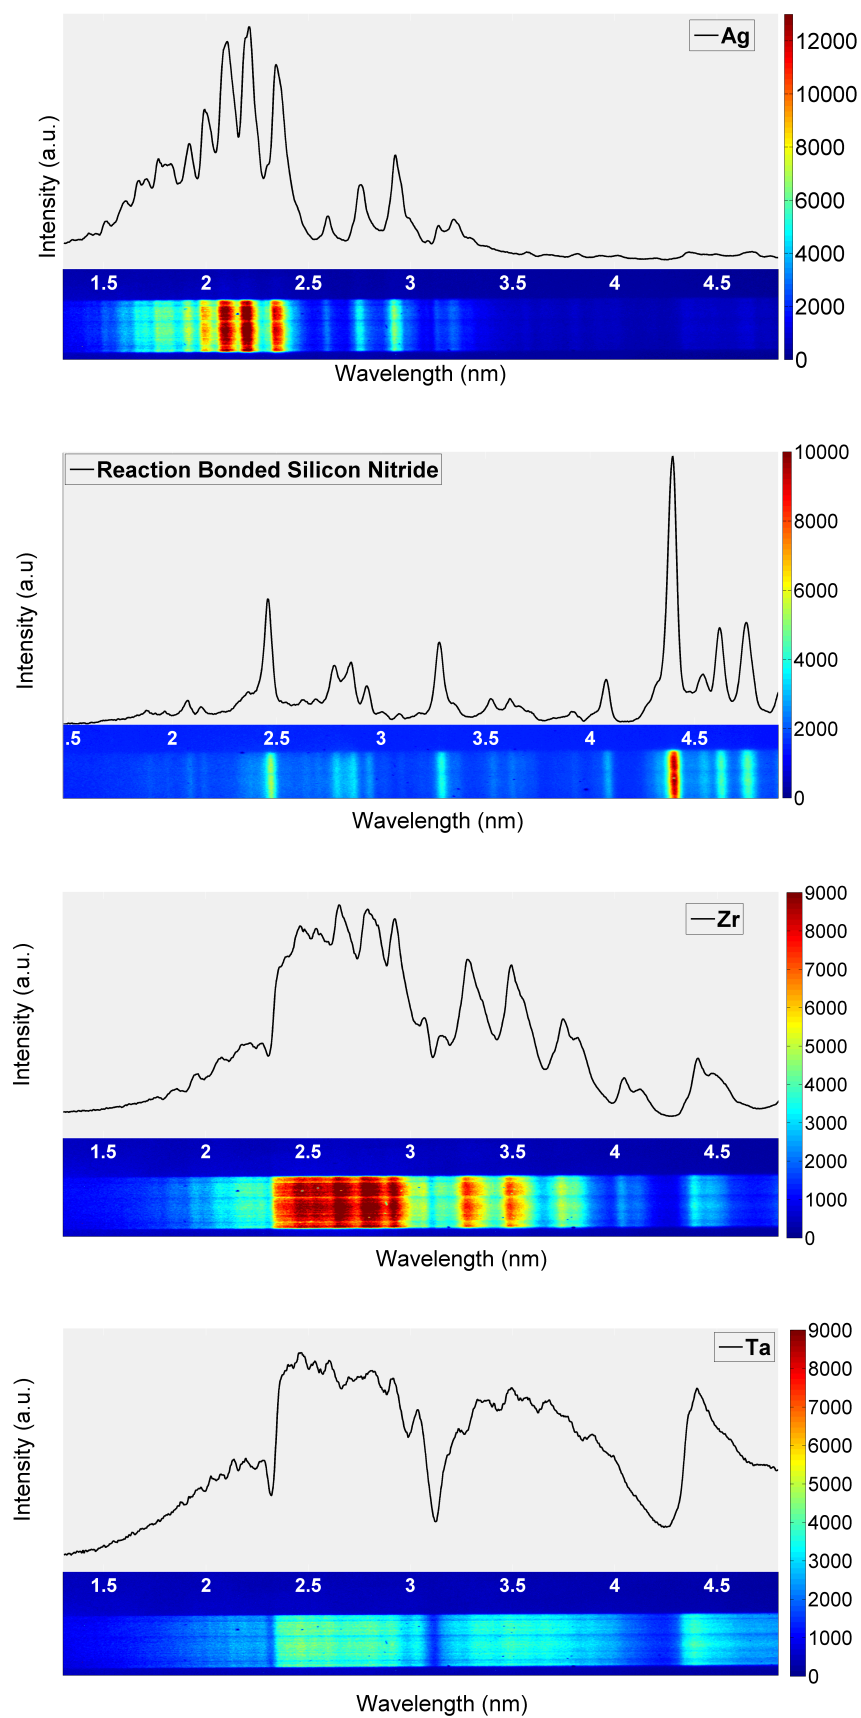 Ag
Intensity (a.u.)
12000
10000
8000
6000
4000
2000
0
1.5 2 2.5 3 3.5 4 4.5
Wavelength (nm)
Reaction Bonded Silicon Nitride
Intensity (a.u)
10000
8000
6000
4000
2000
0
.5 2 2.5 3 3.5 4 4.5
Wavelength (nm)
Zr
Intensity (a.u.)
9000
8000
7000
6000
5000
4000
3000
2000
1000
0
1.5 2 2.5 3 3.5 4 4.5
Wavelength (nm)
Ta
Intensity (a.u.)
9000
8000
7000
6000
5000
4000
3000
2000
1000
0
1.5 2 2.5 3 3.5 4 4.5
Wavelength (nm)